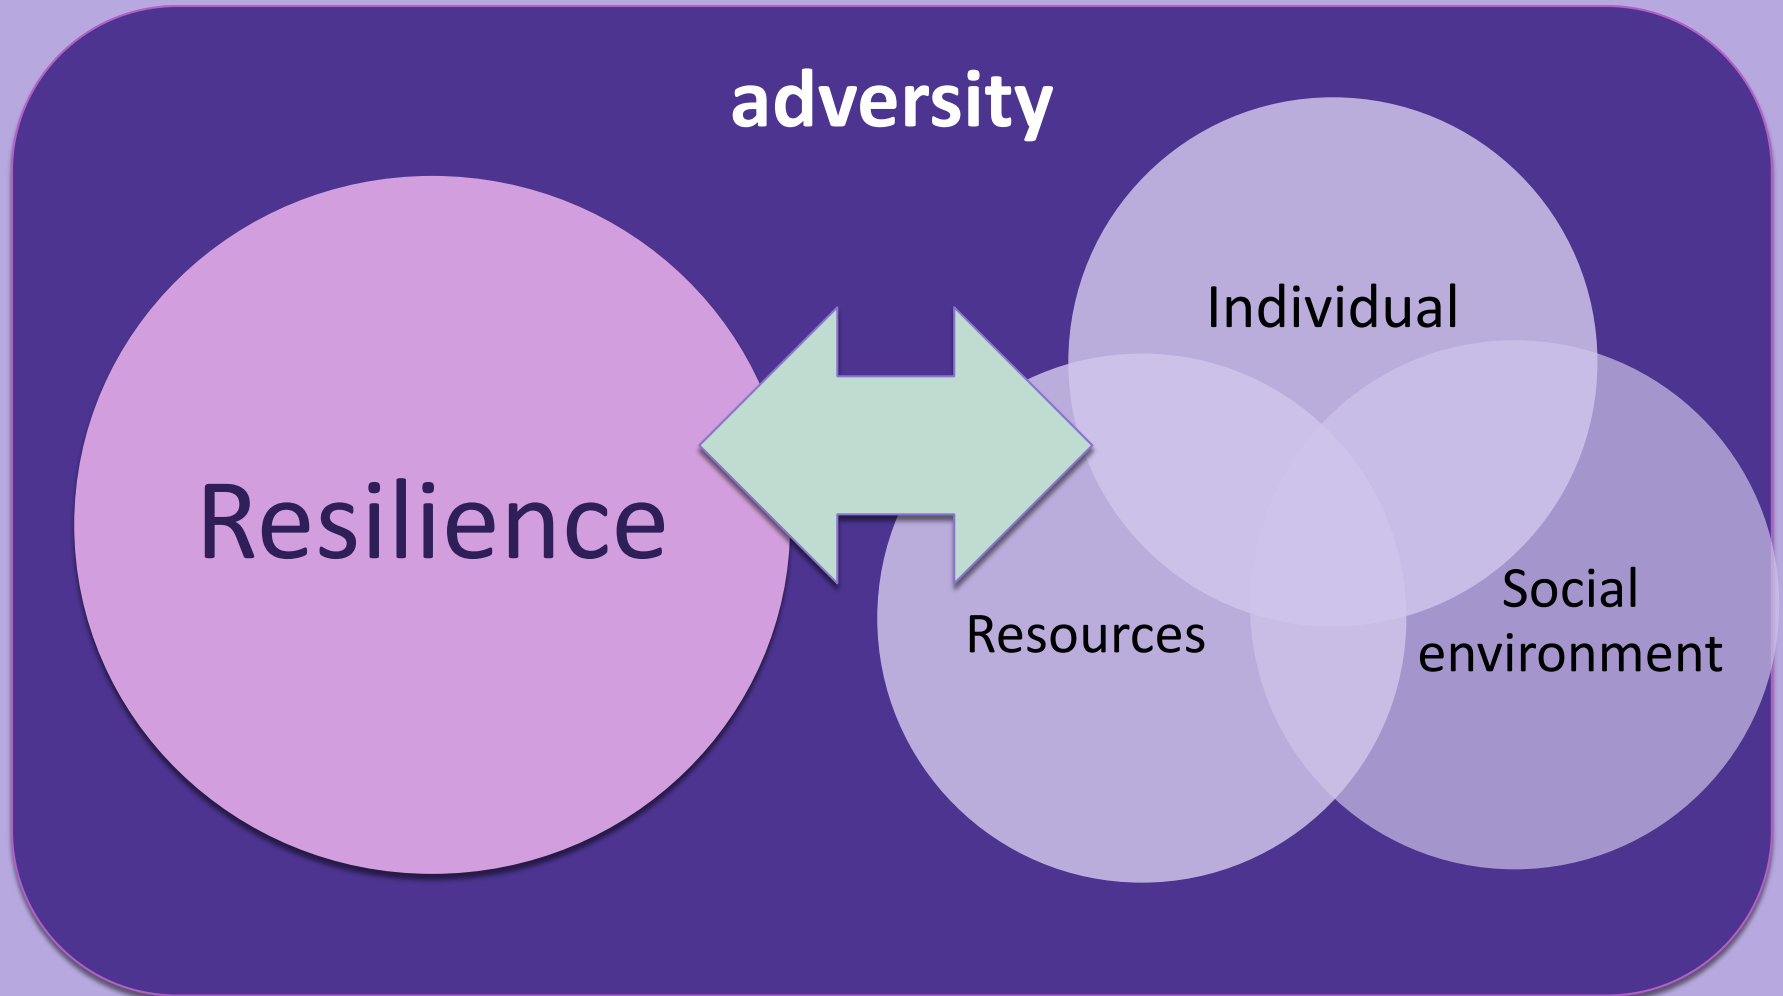 adversity
Individual
Resilience
Resources
Social
environment